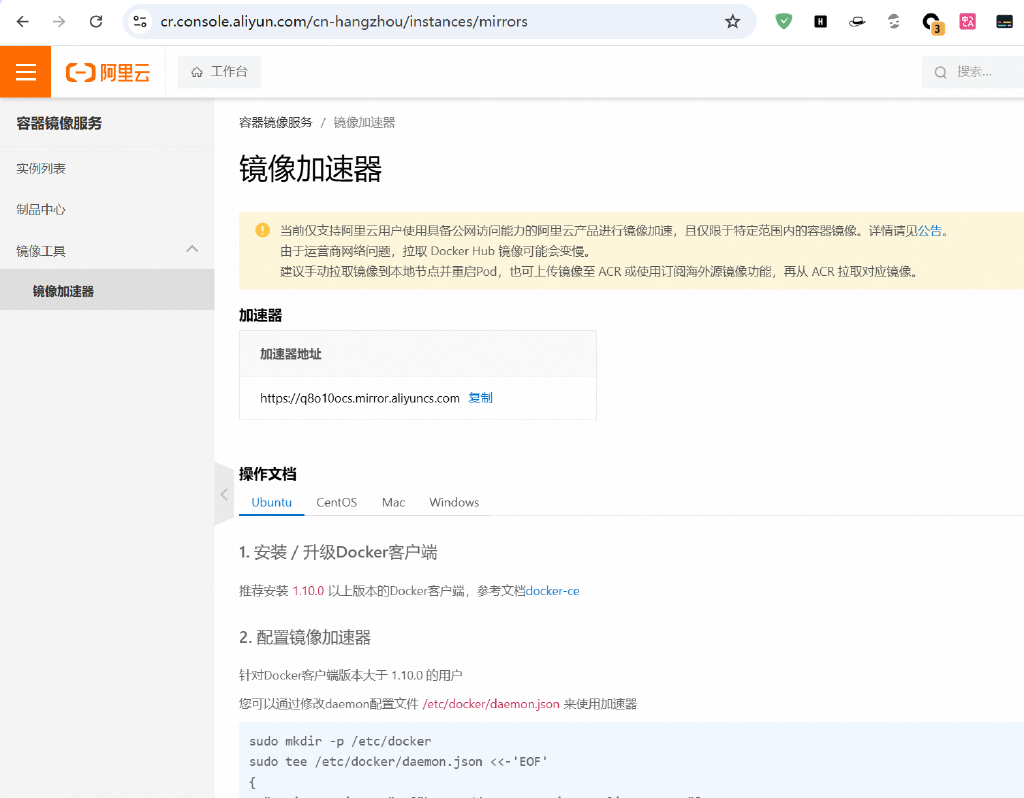 cr.console.aliyun.com/cn-hangzhou/instances/mirrors
H
3
阿里云
工作台
搜索...
容器镜像服务
实例列表
制品中心
镜像工具
镜像加速器
容器镜像服务 / 镜像加速器
镜像加速器
当前仅支持阿里云用户使用具备公网访问能力的阿里云产品进行镜像加速，且仅限于特定范围内的容器镜像。详情请见公告。
由于运营商网络问题，拉取 Docker Hub 镜像可能会变慢。
建议手动拉取镜像到本地节点并重启Pod，也可上传镜像至 ACR 或使用订阅海外源镜像功能，再从 ACR 拉取对应镜像。
加速器
加速器地址
https://q8o10ocs.mirror.aliyuncs.com 复制
操作文档
Ubuntu CentOS Mac Windows
1. 安装 / 升级Docker客户端
推荐安装 1.10.0 以上版本的Docker客户端，参考文档docker-ce
2. 配置镜像加速器
针对Docker客户端版本大于 1.10.0 的用户
您可以通过修改daemon配置文件 /etc/docker/daemon.json 来使用加速器
sudo mkdir -p /etc/docker
sudo tee /etc/docker/daemon.json <<-'EOF'
{